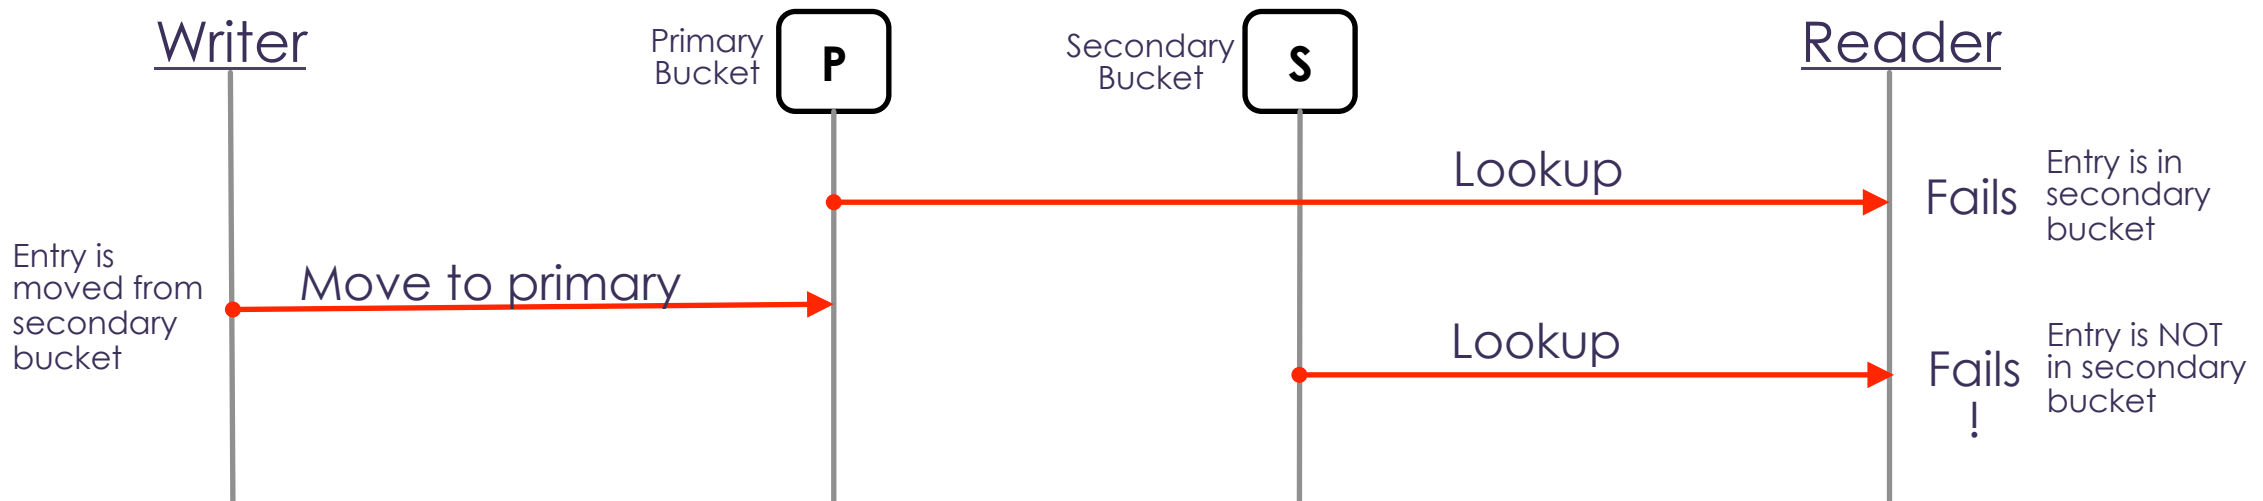 Writer
Primary
Bucket
P
Secondary
Bucket
S
Reader
Lookup
Fails
Entry is in
secondary
bucket
Entry is
moved from
secondary
bucket
Move to primary
Lookup
Fails
!
Entry is NOT
in secondary
bucket